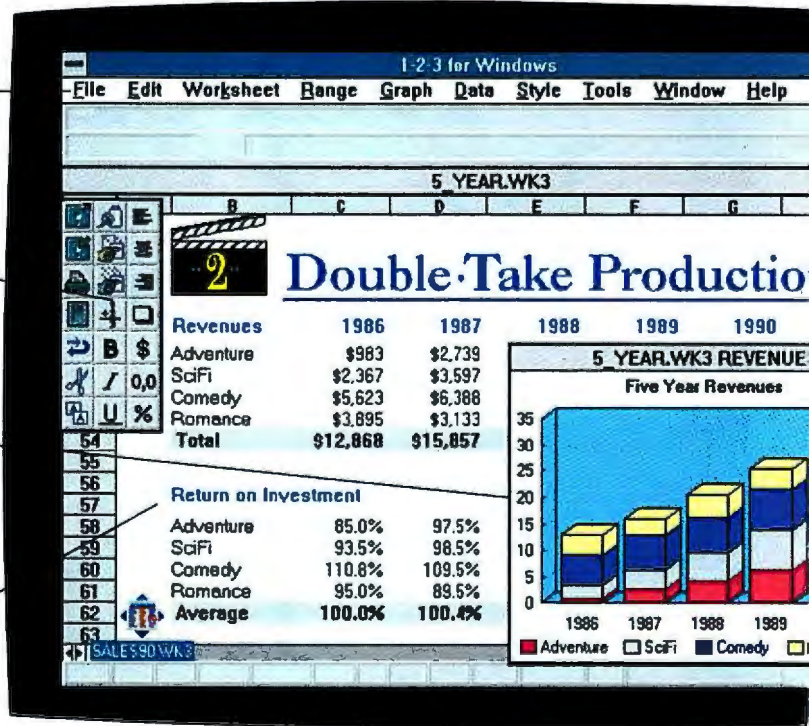 1-2-3 for Windows
File Edit Worksheet Range Graph Data Style Tools Window Help
5_YEAR.WK3
B C D E F G
2
Double·Take Productio
Revenues 1986 1987 1988 1989 1990
Adventure $983 $2,739
SciFi $2,367 $3,597
Comedy $5,623 $6,388
Romance $3,895 $3,133
54 Total $12,868 $15,857
55
56
57 Return on Investment
58 Adventure 85.0% 97.5%
59 SciFi 93.5% 98.5%
60 Comedy 110.8% 109.5%
61 Romance 95.0% 89.5%
62 Average 100.0% 100.4%
63
SALES90.WK3
B $
I 0,0
U %
5_YEAR.WK3 REVENUE
Five Year Revenues
35
30
25
20
15
10
5
0
1986 1987 1988 1989
Adventure SciFi Comedy